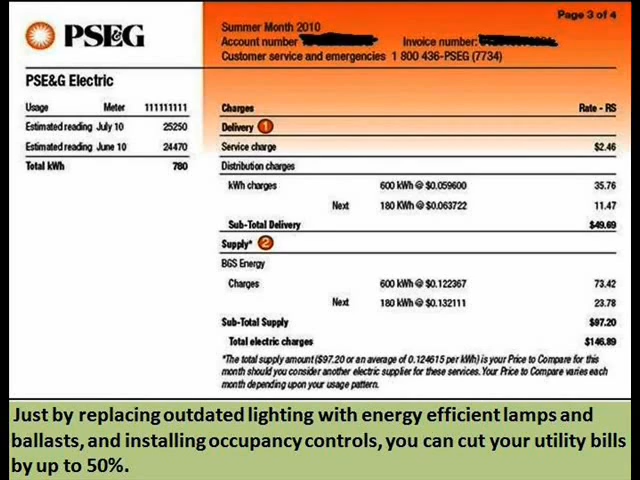 Page 3 of 4
PSE&G
Summer Month 2010
Account number
Invoice number:
Customer service and emergencies 1 800 436-PSEG (7734)
PSE&G Electric
Usage Meter 111111111
Estimated reading July 10 25250
Estimated reading June 10 24470
Total kWh 780
Charges Rate - RS
Delivery 1
Service charge $2.46
Distribution charges
kWh charges 600 kWh @ $0.059600 35.76
Next 180 KWh @ $0.063722 11.47
Sub-Total Delivery $49.69
Supply* 2
BGS Energy
Charges 600 kWh @ $0.122367 73.42
Next 180 KWh @ $0.132111 23.78
Sub-Total Supply $97.20
Total electric charges $146.89
*The total supply amount ($97.20 or an average of 0.124615 per kWh) is your Price to Compare for this
month should you consider another electric supplier for these services. Your Price to Compare varies each
month depending upon your usage pattern.
Just by replacing outdated lighting with energy efficient lamps and
ballasts, and installing occupancy controls, you can cut your utility bills
by up to 50%.